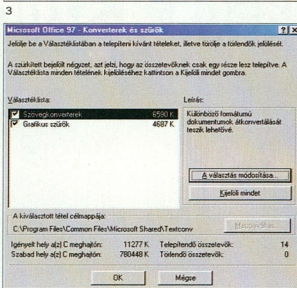 3
Microsoft Office 97 - Konverterek és szűrők
Jelölje be a Választéklistában a telepíteni kívánt tételeket, illetve törölje a törlendők jelölését.
A szürkített bejelölt négyzet, azt jelzi, hogy az összetevőknek csak egy része lesz telepítve. A
Választéklista minden tételének kijelöléséhez kattintson a Kijelöli mindet gombra.
Választéklista:
Leírás:
Szövegkonverterek 6590 K
Grafikus szűrők 4687 K
Különböző formátumú
dokumentumok átkonvertálását
teszik lehetővé.
A választás módosítása...
Kijelöli mindet
A kiválasztott tétel célmappája:
C:\Program Files\Common Files\Microsoft Shared\Textconv
Igényelt hely a(z) C meghajtón: 11277 K
Telepítendő összetevők: 14
Szabad hely a(z) C meghajtón: 780448 K
Törlendő összetevők: 0
OK
Mégse